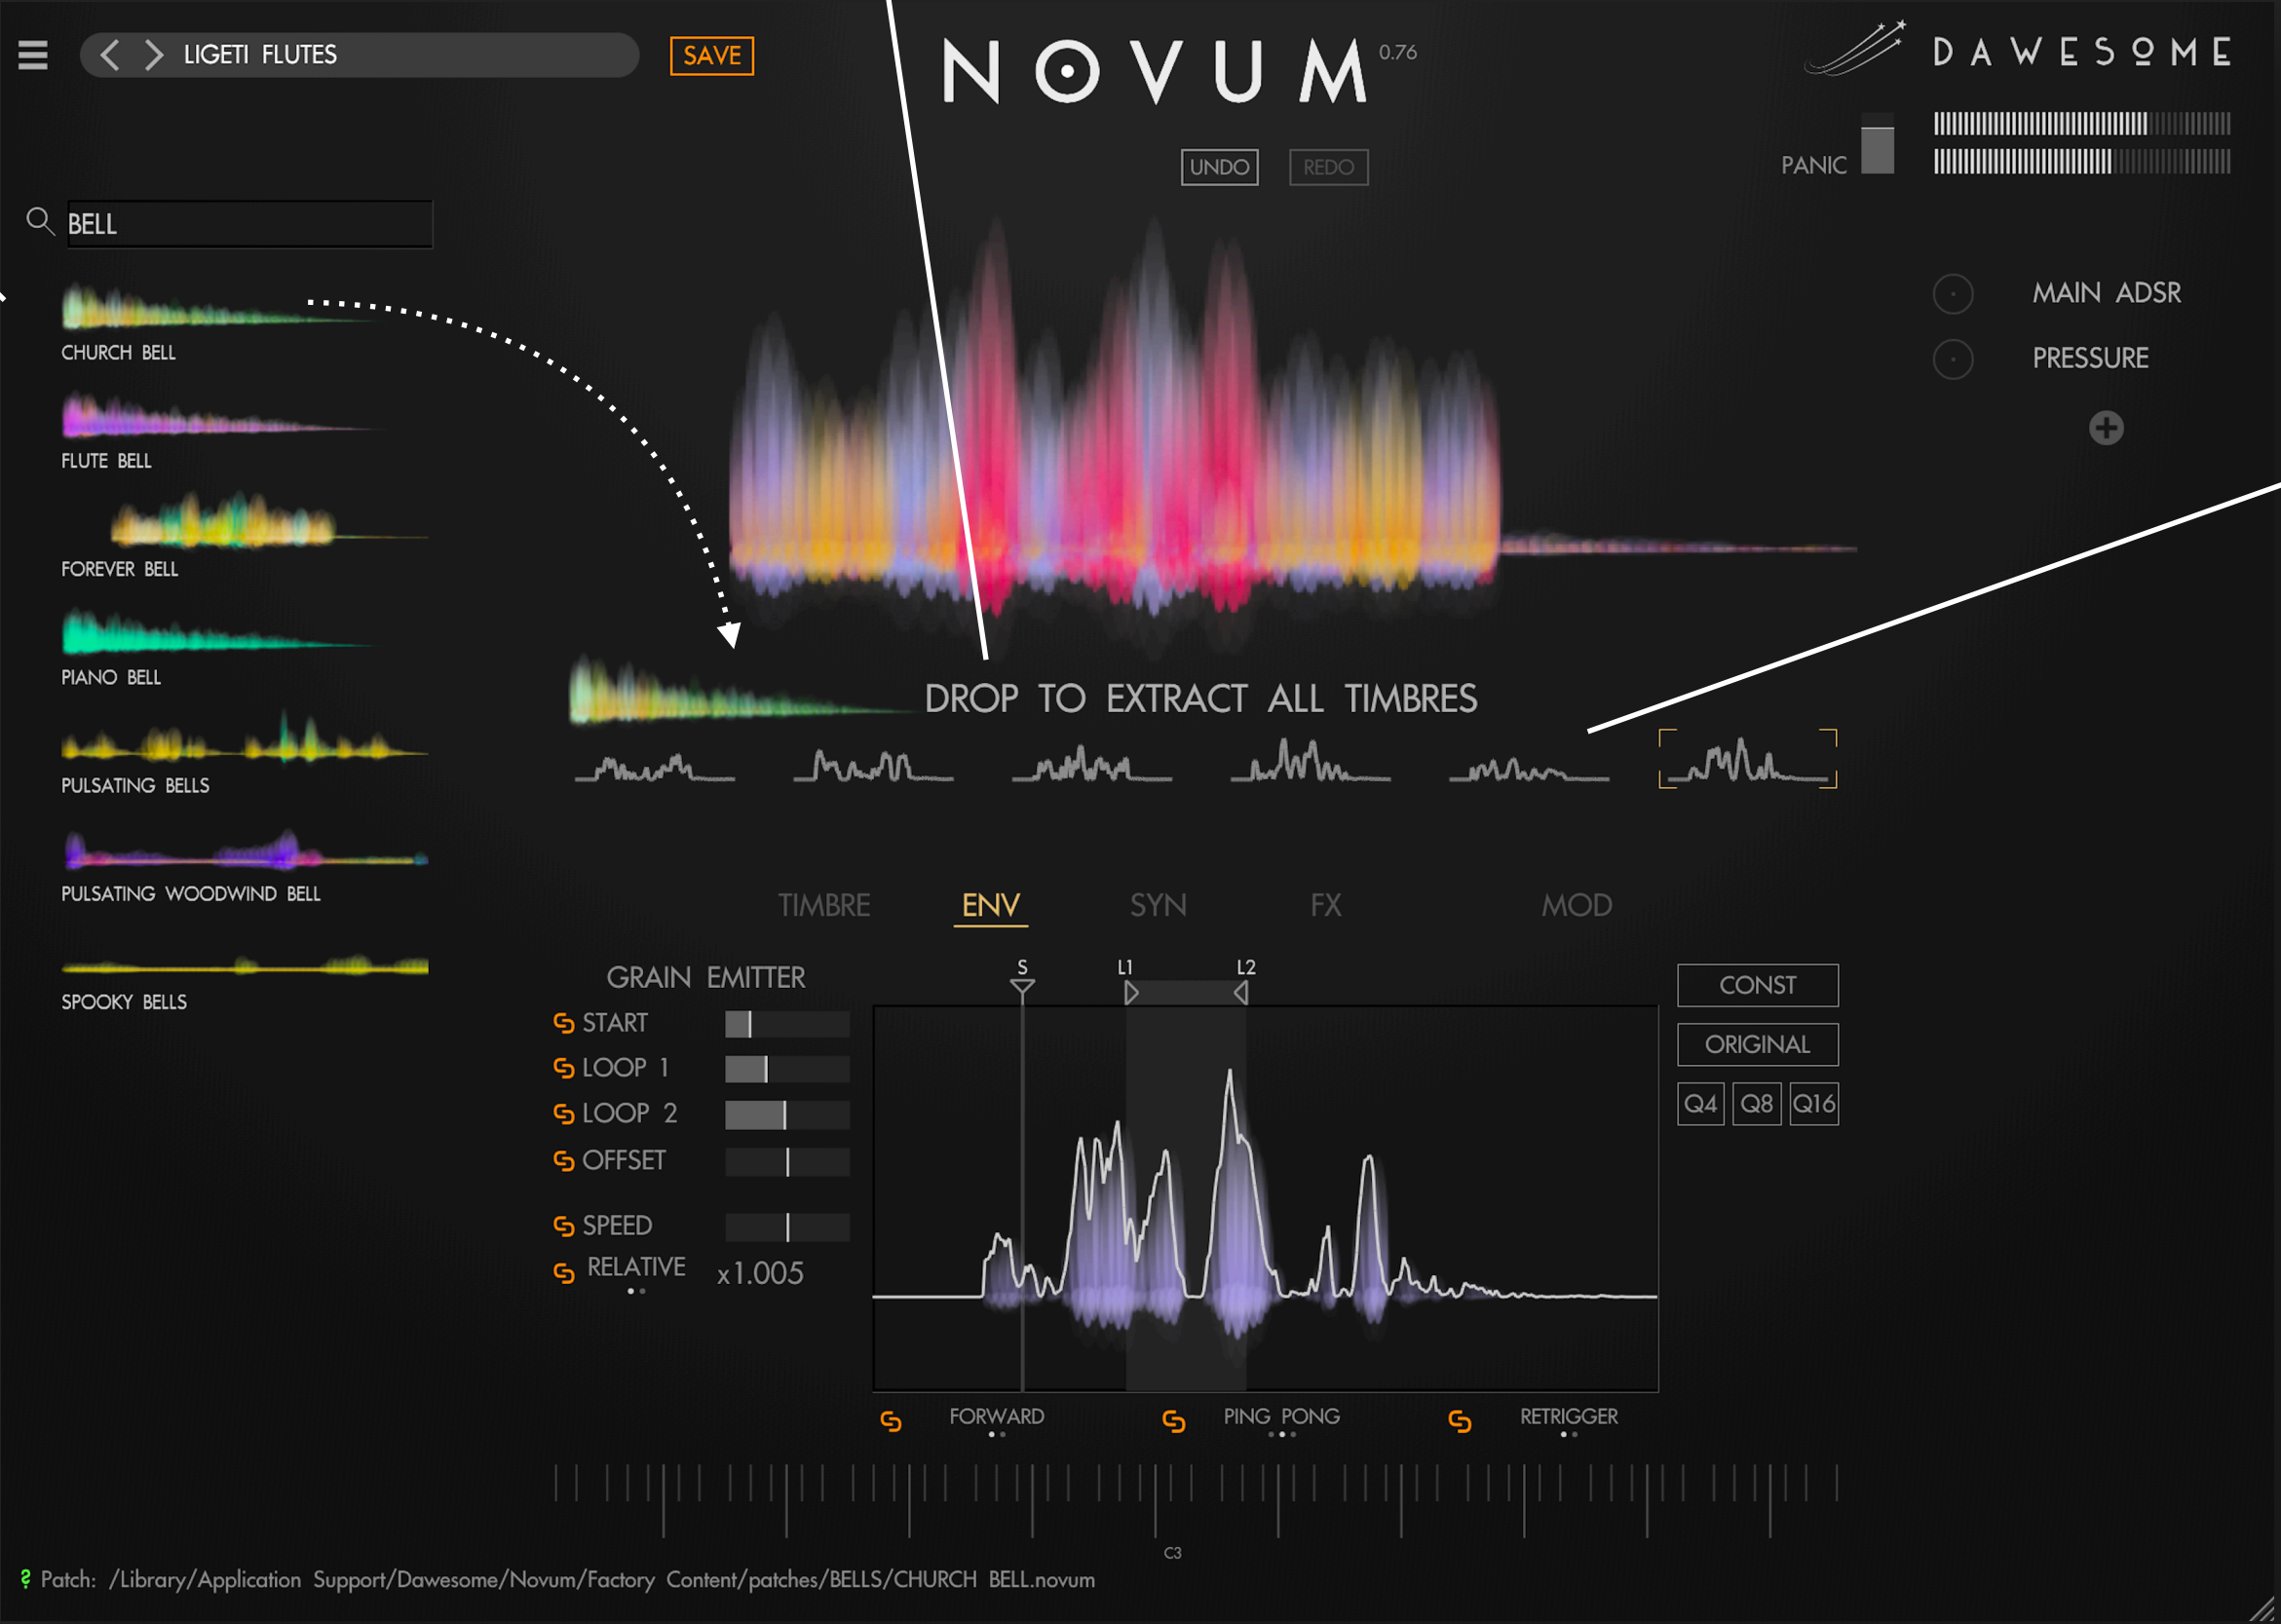 LIGETI FLUTES
SAVE
NOVUM 0.76
DAWESOME
UNDO REDO
PANIC
BELL
CHURCH BELL
FLUTE BELL
FOREVER BELL
PIANO BELL
PULSATING BELLS
PULSATING WOODWIND BELL
SPOOKY BELLS
MAIN ADSR
PRESSURE
DROP TO EXTRACT ALL TIMBRES
TIMBRE ENV SYN FX MOD
GRAIN EMITTER
START
LOOP 1
LOOP 2
OFFSET
SPEED
RELATIVE x1.005
S L1 L2
CONST
ORIGINAL
Q4 Q8 Q16
FORWARD PING PONG RETRIGGER
C3
? Patch: /Library/Application Support/Dawesome/Novum/Factory Content/patches/BELLS/CHURCH BELL.novum